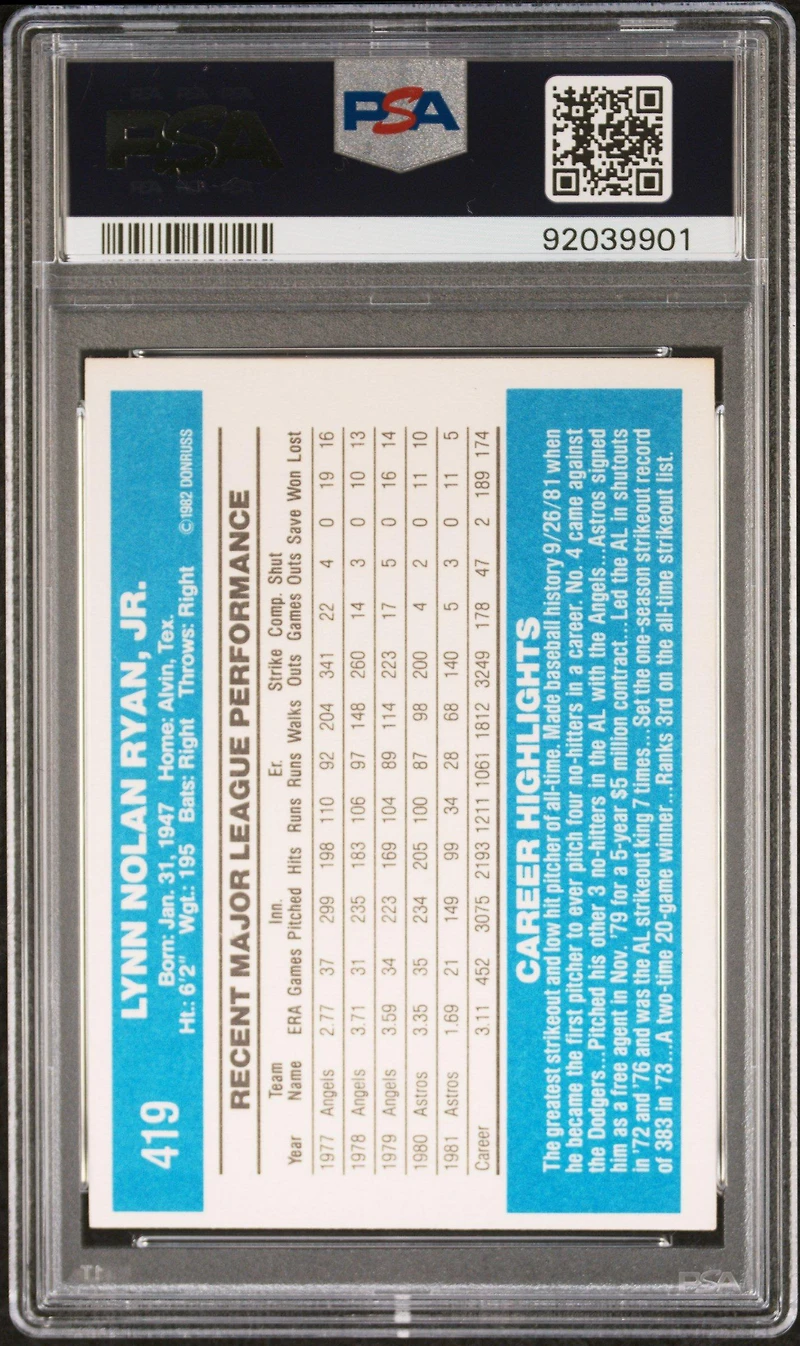 PSA
PSA
92039901
419
LYNN NOLAN RYAN, JR.
Born: Jan. 31, 1947 Home: Alvin, Tex.
Ht.: 6'2" Wgt.: 195 Bats: Right Throws: Right ©1982 DONRUSS
RECENT MAJOR LEAGUE PERFORMANCE
Team Inn. Er. Strike Comp. Shut
Year Name ERA Games Pitched Hits Runs Runs Walks Outs Games Outs Save Won Lost
1977 Angels 2.77 37 299 198 110 92 204 341 22 4 0 19 16
1978 Angels 3.71 31 235 183 106 97 148 260 14 3 0 10 13
1979 Angels 3.59 34 223 169 104 89 114 223 17 5 0 16 14
1980 Astros 3.35 35 234 205 100 87 98 200 4 2 0 11 10
1981 Astros 1.69 21 149 99 34 28 68 140 5 3 0 11 5
Career 3.11 452 3075 2193 1211 1061 1812 3249 178 47 2 189 174
CAREER HIGHLIGHTS
The greatest strikeout and low hit pitcher of all-time. Made baseball history 9/26/81 when
he became the first pitcher to ever pitch four no-hitters in a career. No. 4 came against
the Dodgers...Pitched his other 3 no-hitters in the AL with the Angels...Astros signed
him as a free agent in Nov. '79 for a 5-year $5 million contract...Led the AL in shutouts
in '72 and '76 and was the AL strikeout king 7 times...Set the one-season strikeout record
of 383 in '73...A two-time 20-game winner...Ranks 3rd on the all-time strikeout list.
PSA